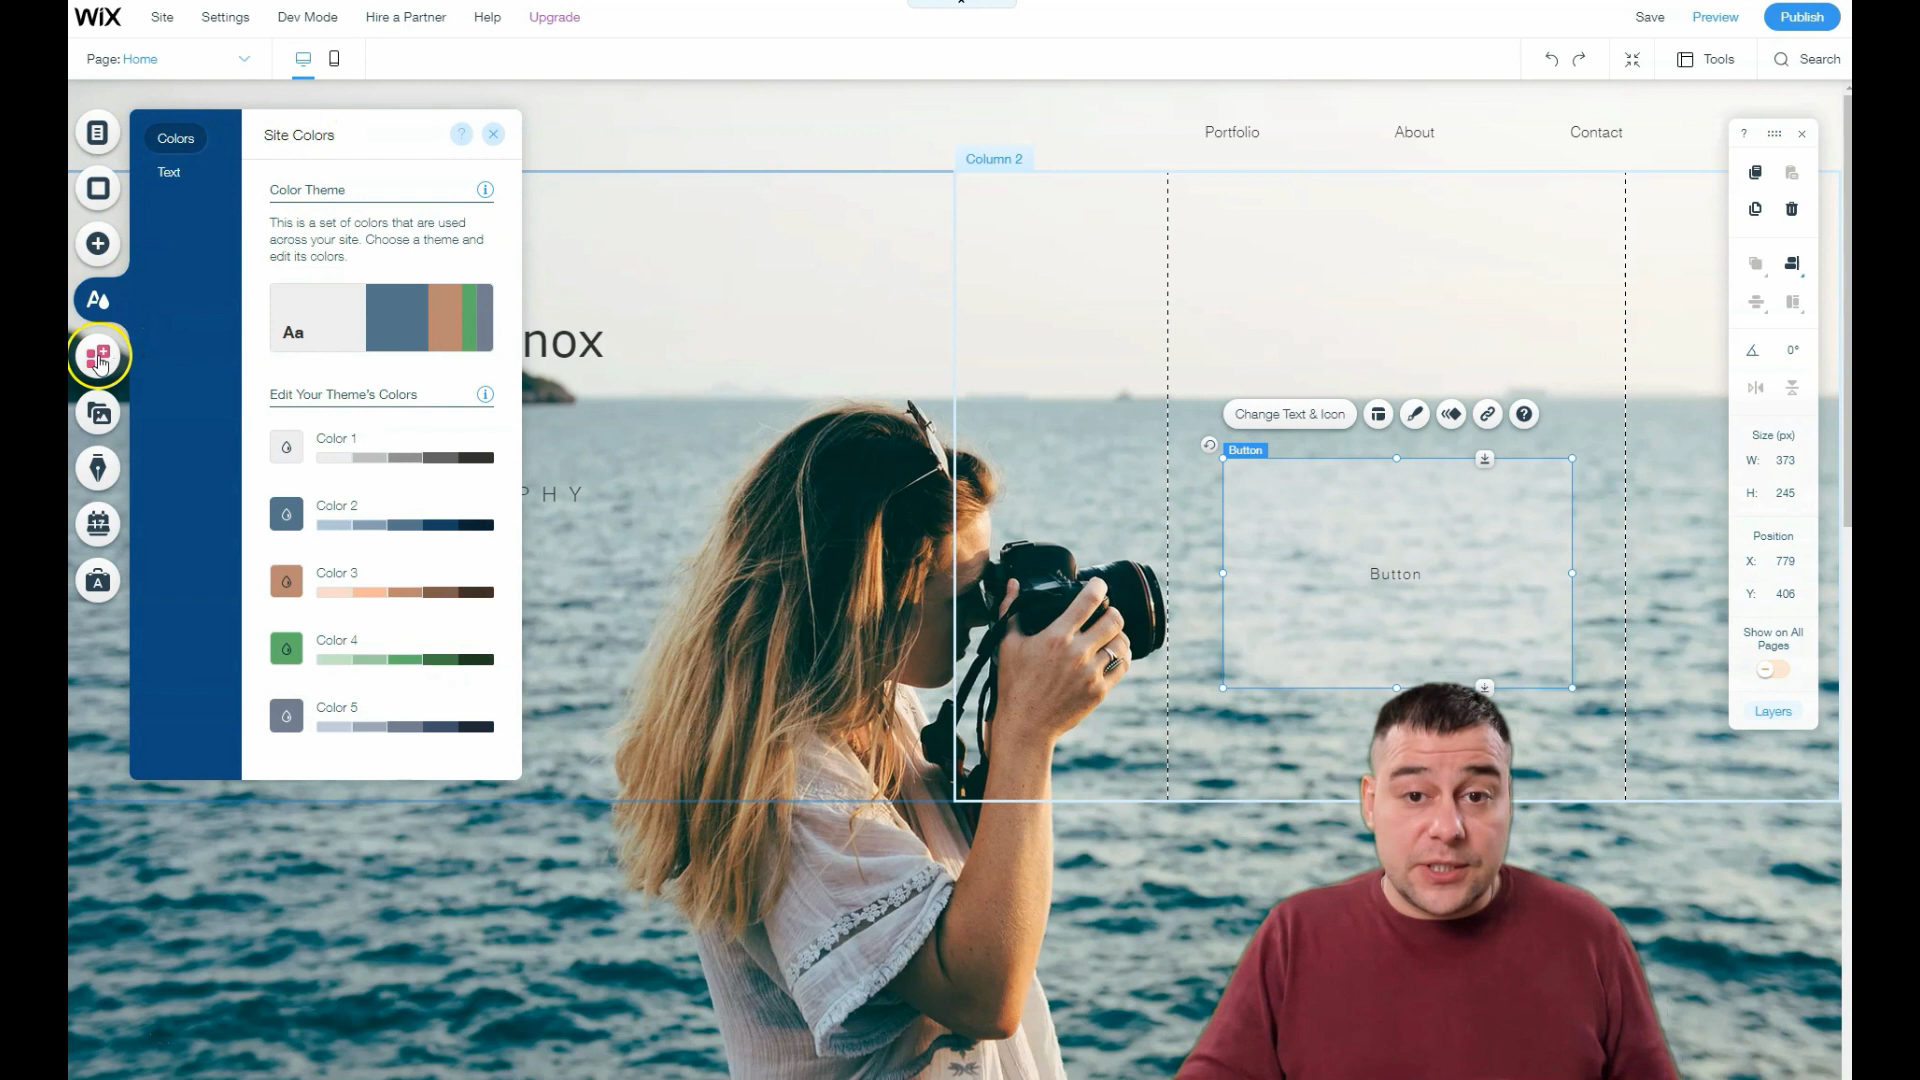 WiX
Site
Settings
Dev Mode
Hire a Partner
Help
Upgrade
Save
Preview
Publish
Page: Home
Tools
Search
Colors
Text
Site Colors
?
Color Theme
This is a set of colors that are used
across your site. Choose a theme and
edit its colors.
Aa
Edit Your Theme's Colors
Color 1
Color 2
Color 3
Color 4
Color 5
17
A
Portfolio
About
Contact
Column 2
nox
P H Y
Change Text & Icon
?
Button
Button
?
0°
Size (px)
W: 373
H: 245
Position
X: 779
Y: 406
Show on All
Pages
Layers